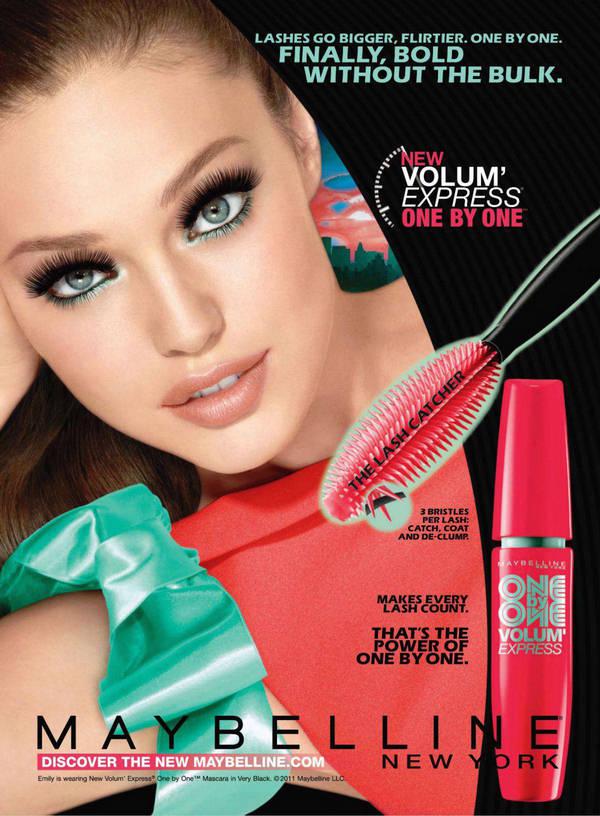 LASHES GO BIGGER, FLIRTIER. ONE BY ONE.
FINALLY, BOLD
WITHOUT THE BULK.
NEW
VOLUM'
EXPRESS®
ONE BY ONE™
THE LASH CATCHER
3 BRISTLES
PER LASH:
CATCH, COAT
AND DE-CLUMP.
MAYBELLINE
NEW YORK
ONE
by
ONE
VOLUM'
EXPRESS
MAKES EVERY
LASH COUNT.
THAT'S THE
POWER OF
ONE BY ONE.
MAYBELLINE
NEW YORK
DISCOVER THE NEW MAYBELLINE.COM
Emily is wearing New Volum' Express® One by One™ Mascara in Very Black. ©2011 Maybelline LLC.